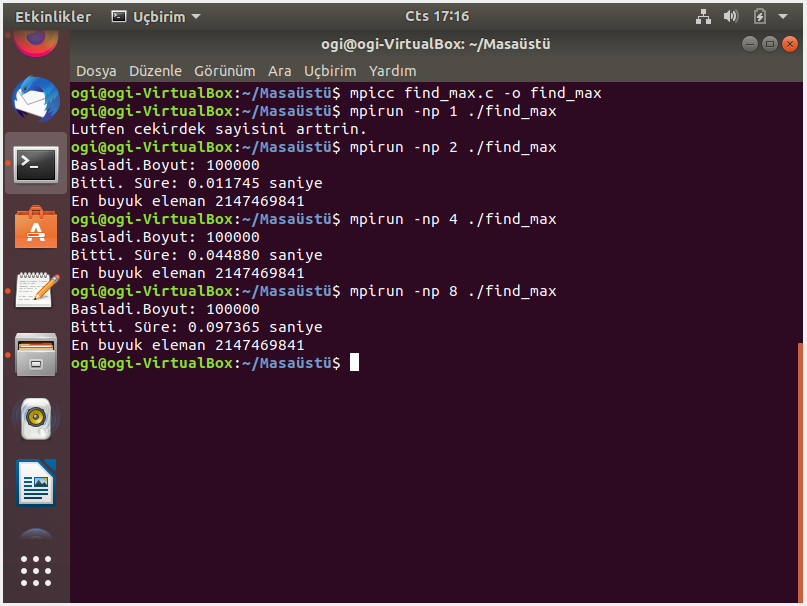 Etkinlikler Uçbirim Cts 17:16
ogi@ogi-VirtualBox: ~/Masaüstü
Dosya Düzenle Görünüm Ara Uçbirim Yardım
ogi@ogi-VirtualBox:~/Masaüstü$ mpicc find_max.c -o find_max
ogi@ogi-VirtualBox:~/Masaüstü$ mpirun -np 1 ./find_max
Lutfen cekirdek sayisini arttrin.
ogi@ogi-VirtualBox:~/Masaüstü$ mpirun -np 2 ./find_max
Basladi.Boyut: 100000
Bitti. Süre: 0.011745 saniye
En buyuk eleman 2147469841
ogi@ogi-VirtualBox:~/Masaüstü$ mpirun -np 4 ./find_max
Basladi.Boyut: 100000
Bitti. Süre: 0.044880 saniye
En buyuk eleman 2147469841
ogi@ogi-VirtualBox:~/Masaüstü$ mpirun -np 8 ./find_max
Basladi.Boyut: 100000
Bitti. Süre: 0.097365 saniye
En buyuk eleman 2147469841
ogi@ogi-VirtualBox:~/Masaüstü$